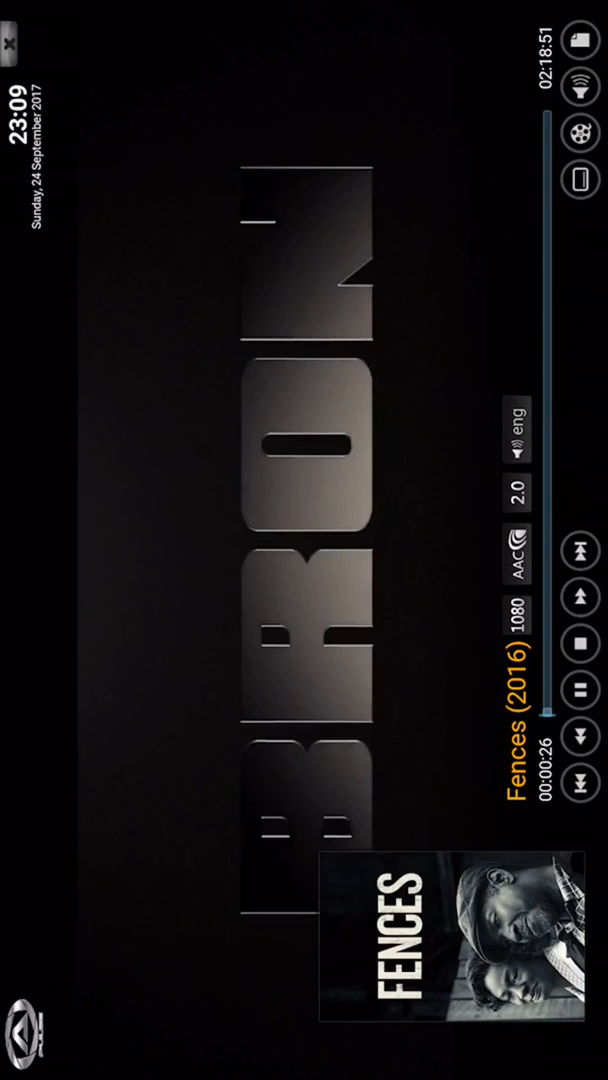 23:09
Sunday, 24 September 2017
BRON
FENCES
Fences (2016)
1080
AAC
2.0
eng
00:00:26
02:18:51